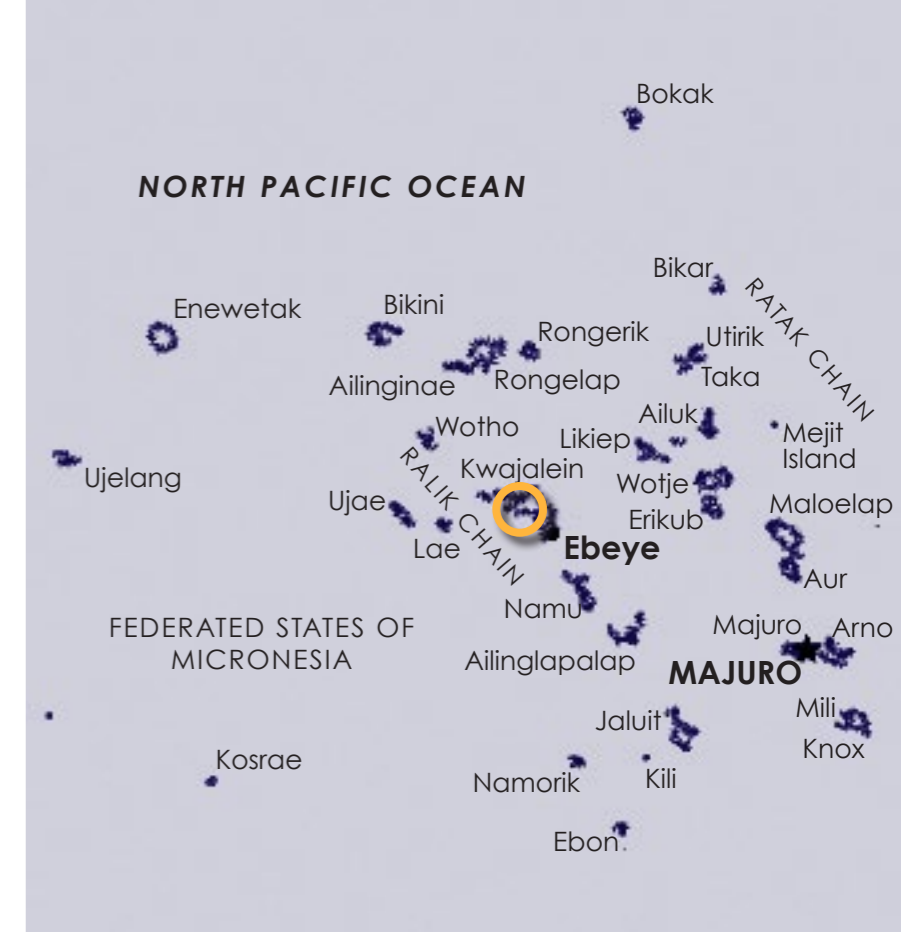 Bokak
NORTH PACIFIC OCEAN
Bikar
RATAK CHAIN
Enewetak
Bikini
Rongerik
Utirik
Ailinginae
Rongelap
Taka
Ailuk
Wotho
Likiep
Mejit
Island
RALIK CHAIN
Kwajalein
Ujelang
Wotje
Ujae
Erikub
Maloelap
Lae
Ebeye
Aur
Namu
FEDERATED STATES OF
MICRONESIA
Majuro
Arno
Ailinglapalap
MAJURO
Jaluit
Mili
Knox
Kosrae
Namorik
Kili
Ebon